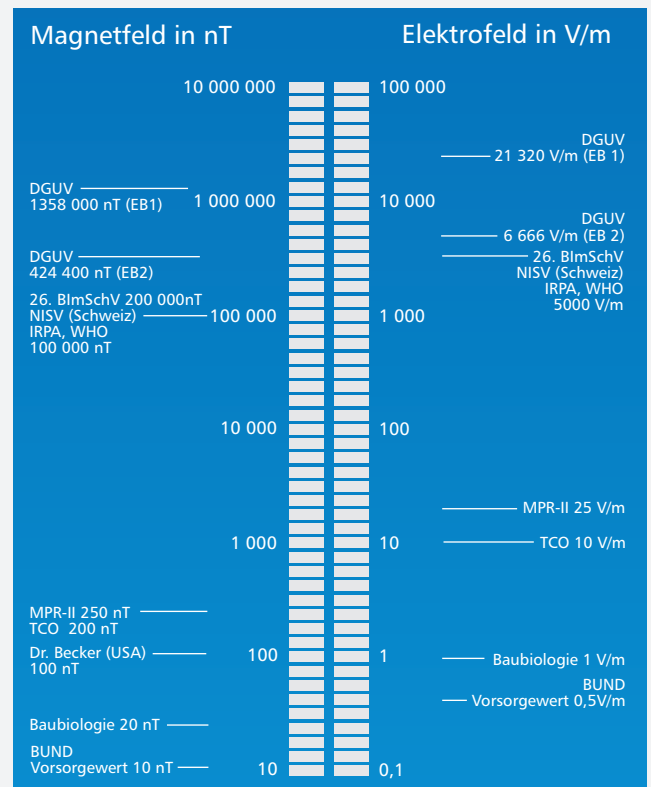 Magnetfeld in nT
Elektrofeld in V/m
10 000 000
100 000
DGUV
21 320 V/m (EB 1)
DGUV
1358 000 nT (EB1)
1 000 000
10 000
DGUV
6 666 V/m (EB 2)
DGUV
424 400 nT (EB2)
26. BImSchV
NISV (Schweiz)
IRPA, WHO
5000 V/m
26. BImSchV 200 000nT
NISV (Schweiz)
IRPA, WHO
100 000 nT
100 000
1 000
10 000
100
MPR-II 25 V/m
1 000
10
TCO 10 V/m
MPR-II 250 nT
TCO 200 nT
Dr. Becker (USA)
100 nT
100
1
Baubiologie 1 V/m
BUND
Vorsorgewert 0,5V/m
Baubiologie 20 nT
BUND
Vorsorgewert 10 nT
10
0,1